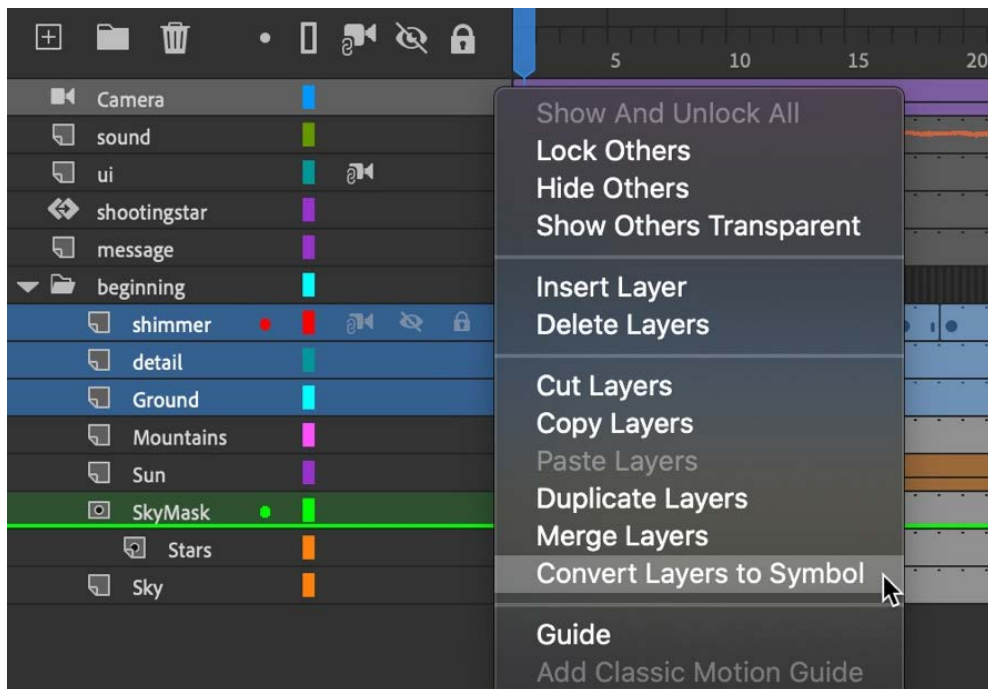 5 10 15 20
Camera
sound
ui
shootingstar
message
beginning
shimmer
detail
Ground
Mountains
Sun
SkyMask
Stars
Sky
Show And Unlock All
Lock Others
Hide Others
Show Others Transparent
Insert Layer
Delete Layers
Cut Layers
Copy Layers
Paste Layers
Duplicate Layers
Merge Layers
Convert Layers to Symbol
Guide
Add Classic Motion Guide